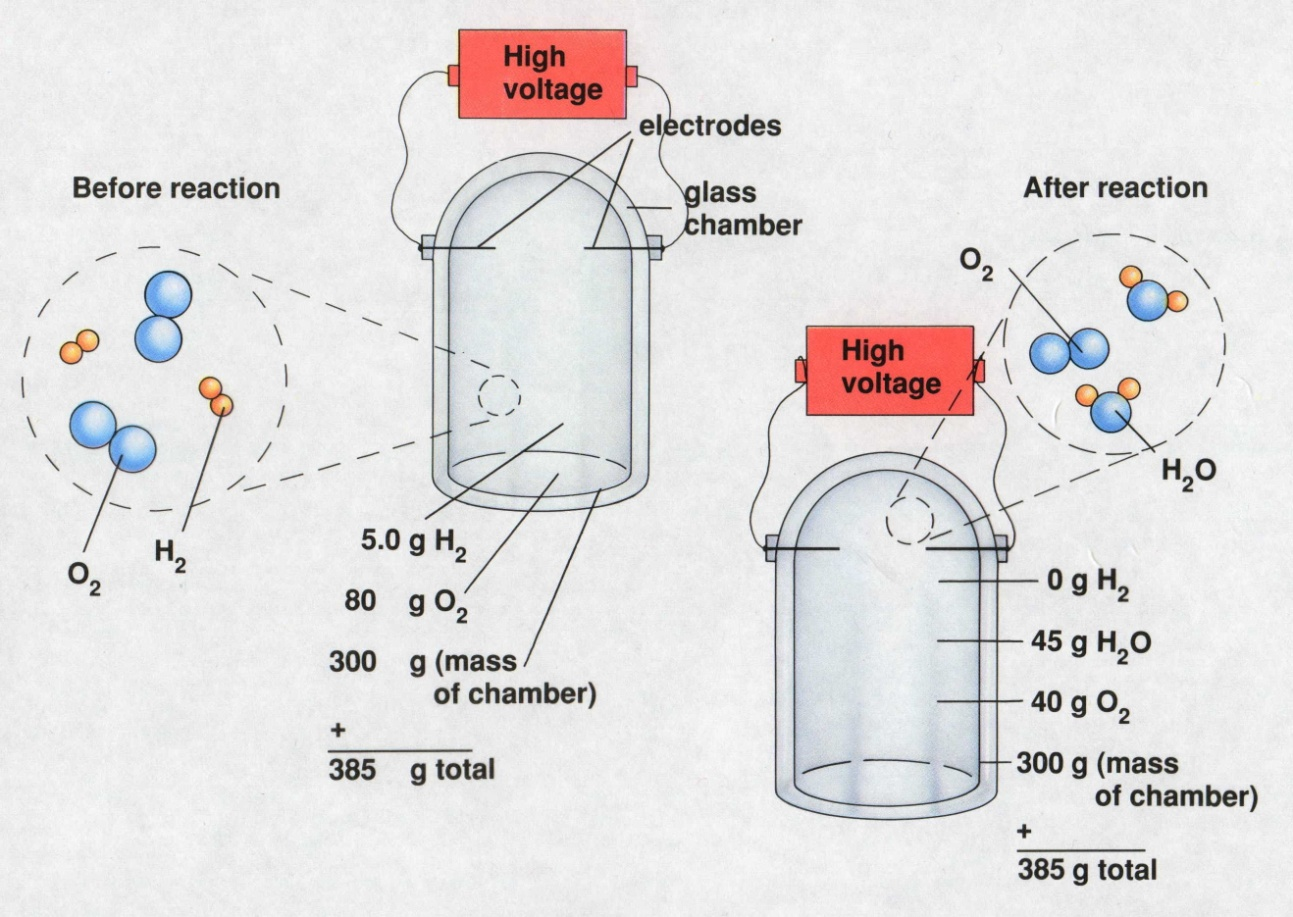 High
voltage
electrodes
glass
chamber
Before reaction
O₂
H₂
5.0 g H₂
80 g O₂
300 g (mass
of chamber)
+
385 g total
After reaction
O₂
H₂O
High
voltage
0 g H₂
45 g H₂O
40 g O₂
300 g (mass
of chamber)
+
385 g total